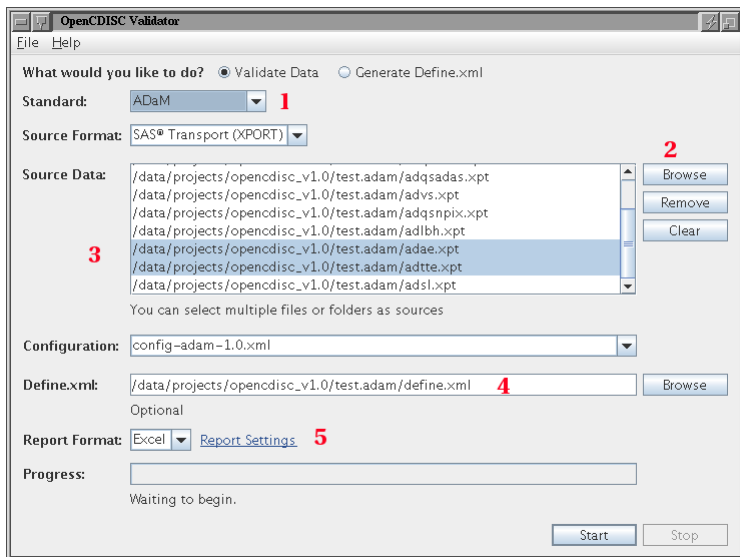 OpenCDISC Validator
File Help
What would you like to do? Validate Data Generate Define.xml
Standard: ADaM 1
Source Format: SAS® Transport (XPORT)
2
Source Data: Browse
/data/projects/opencdisc_v1.0/test.adam/adqsadas.xpt
/data/projects/opencdisc_v1.0/test.adam/advs.xpt
Remove
/data/projects/opencdisc_v1.0/test.adam/adqsnpix.xpt
/data/projects/opencdisc_v1.0/test.adam/adlbh.xpt
Clear
3
/data/projects/opencdisc_v1.0/test.adam/adae.xpt
/data/projects/opencdisc_v1.0/test.adam/adtte.xpt
/data/projects/opencdisc_v1.0/test.adam/adsl.xpt
You can select multiple files or folders as sources
Configuration: config-adam-1.0.xml
Define.xml: /data/projects/opencdisc_v1.0/test.adam/define.xml 4 Browse
Optional
Report Format: Excel Report Settings 5
Progress:
Waiting to begin.
Start Stop